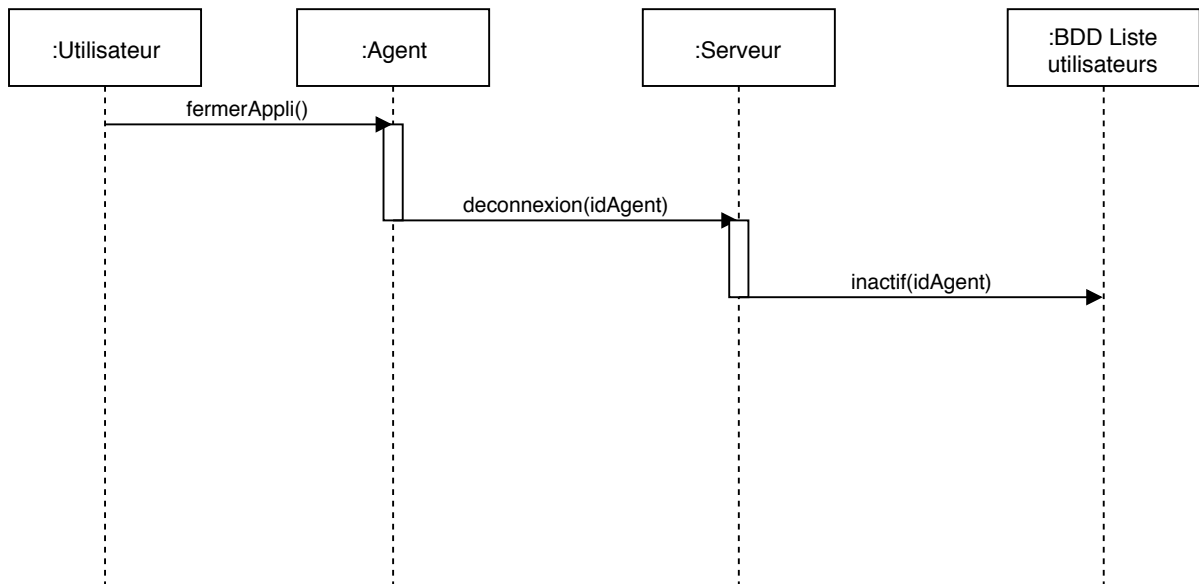 :Utilisateur
:Agent
:Serveur
:BDD Liste
utilisateurs
fermerAppli()
deconnexion(idAgent)
inactif(idAgent)